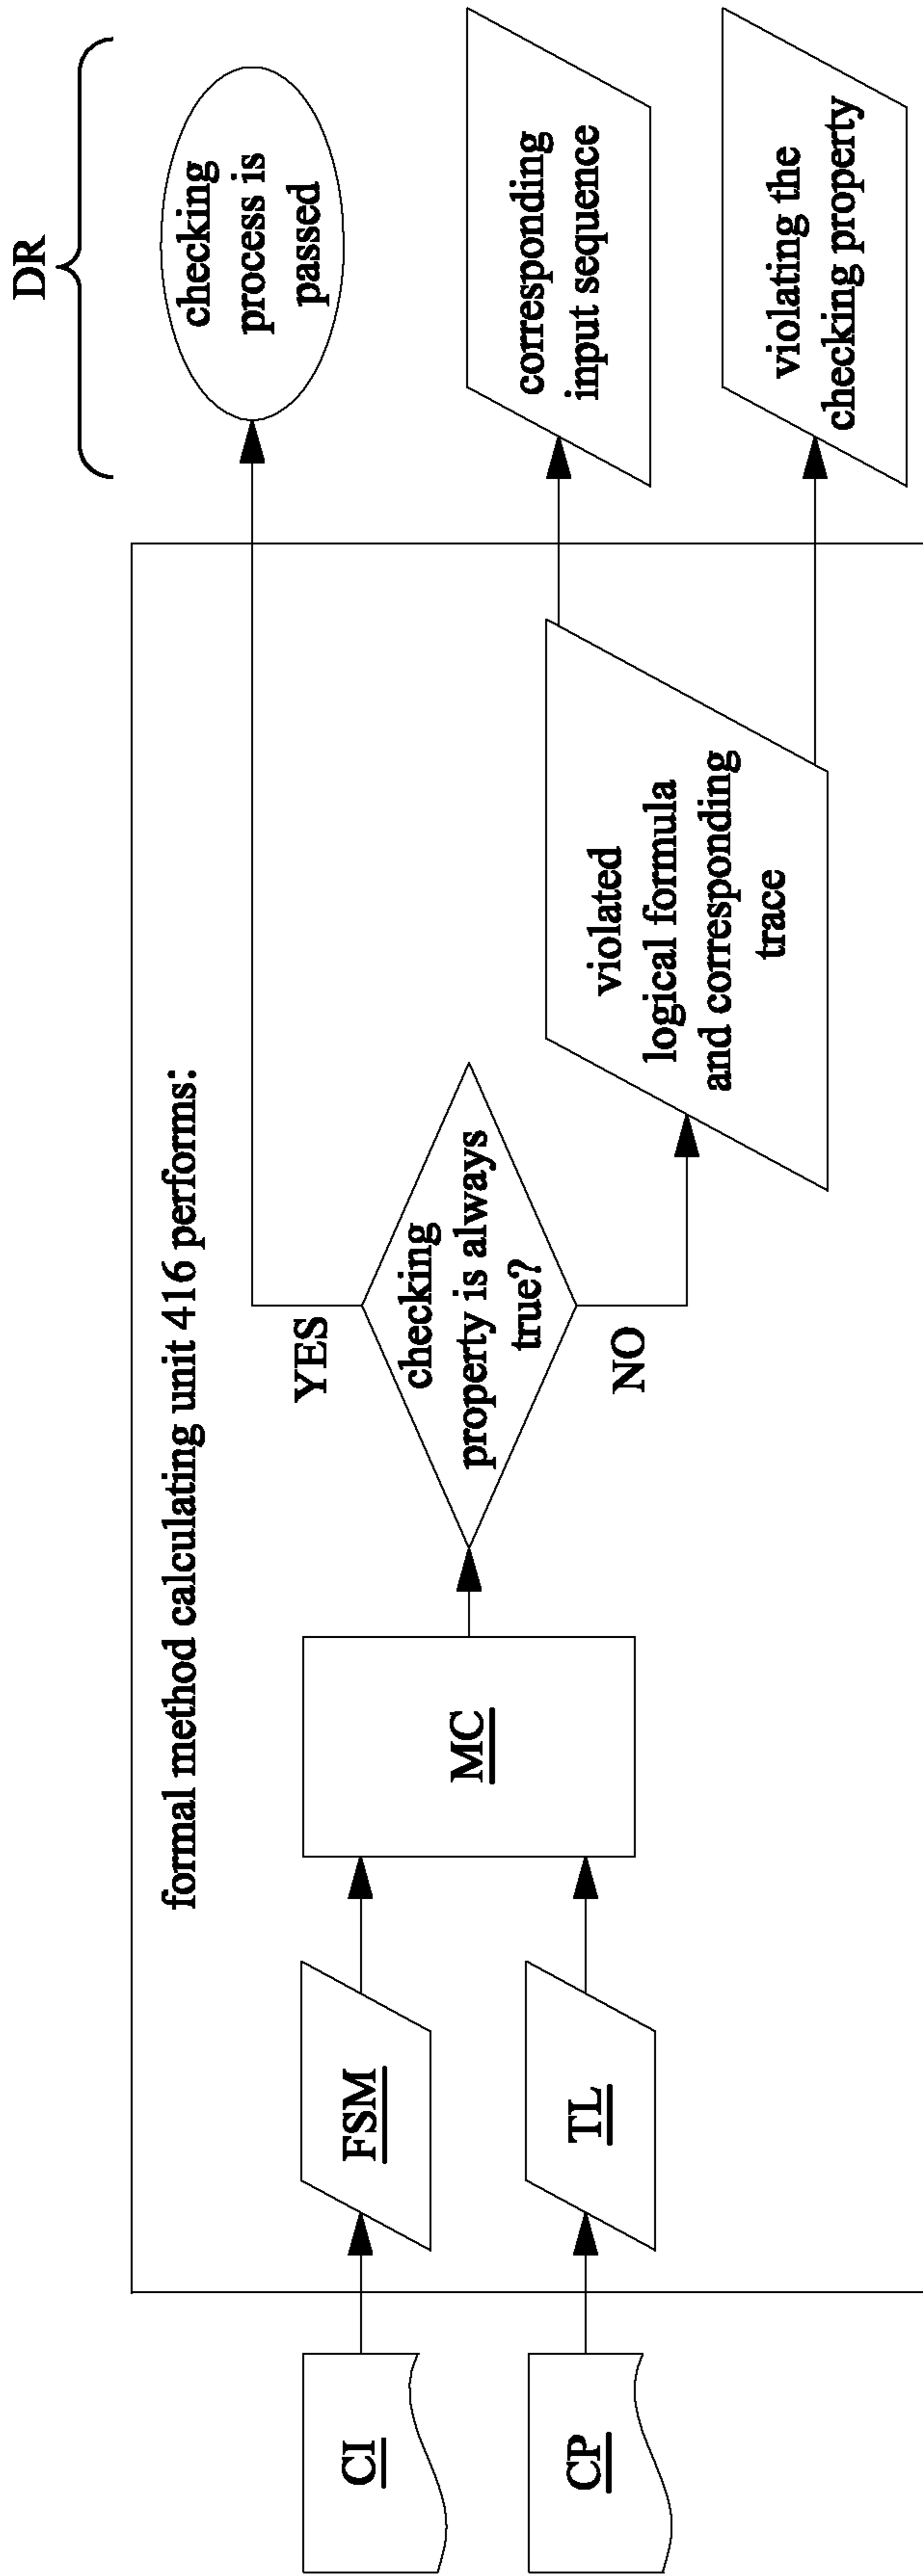 DR
formal method calculating unit 416 performs:
CI
CP
FSM
TL
MC
checking
property is always
true?
YES
NO
violated
logical formula
and corresponding
trace
checking
process is
passed
corresponding
input sequence
violating the
checking property